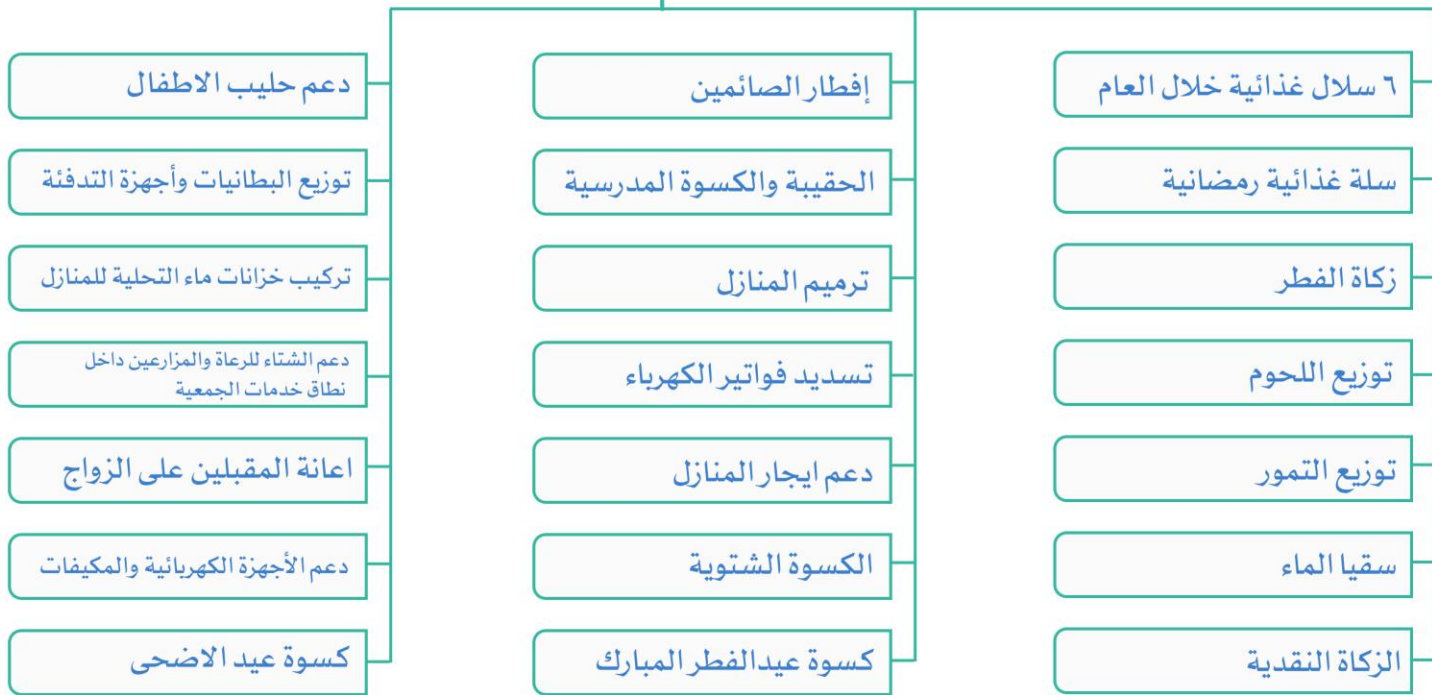 ٦ سلال غذائية خلال العام
سلة غذائية رمضانية
زكاة الفطر
توزيع اللحوم
توزيع التمور
سقيا الماء
الزكاة النقدية
إفطار الصائمين
الحقيبة والكسوة المدرسية
ترميم المنازل
تسديد فواتير الكهرباء
دعم ايجار المنازل
الكسوة الشتوية
كسوة عيدالفطر المبارك
دعم حليب الاطفال
توزيع البطانيات وأجهزة التدفئة
تركيب خزانات ماء التحلية للمنازل
دعم الشتاء للرعاة والمزارعين داخل
نطاق خدمات الجمعية
اعانة المقبلين على الزواج
دعم الأجهزة الكهربائية والمكيفات
كسوة عيد الاضحى